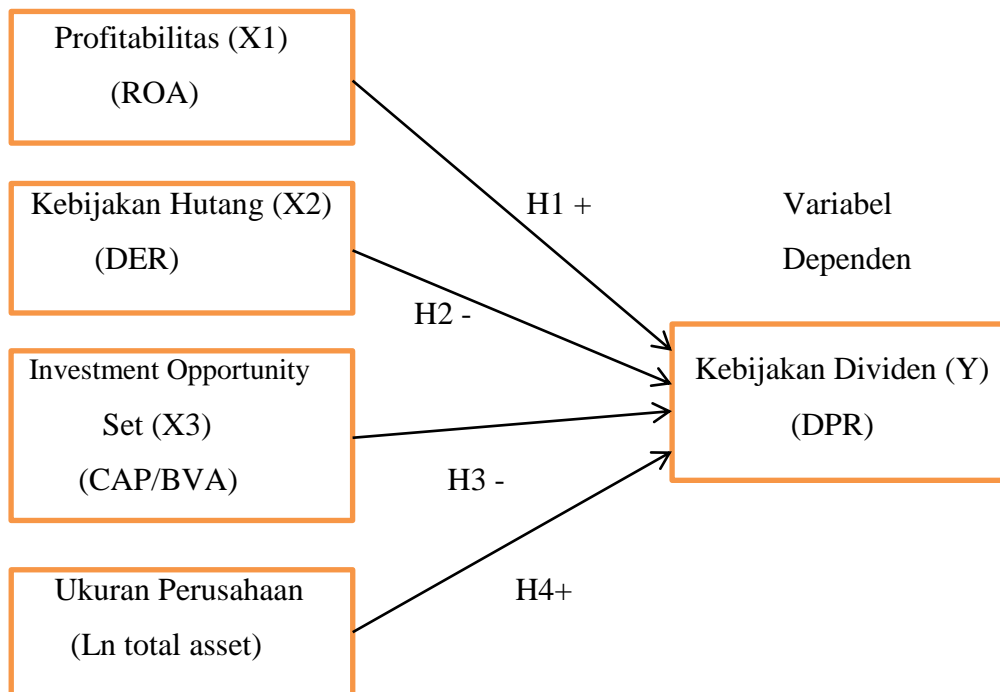 Profitabilitas (X1)
(ROA)
Kebijakan Hutang (X2)
(DER)
Investment Opportunity
Set (X3)
(CAP/BVA)
Ukuran Perusahaan
(Ln total asset)
H1 +
H2 -
H3 -
H4+
Variabel
Dependen
Kebijakan Dividen (Y)
(DPR)